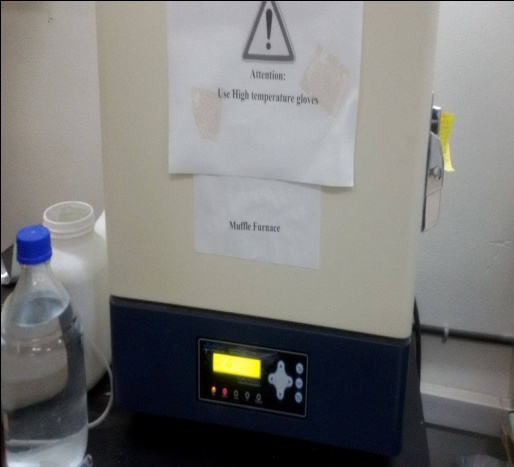 Attention:
Use High temperature gloves
Muffle Furnace